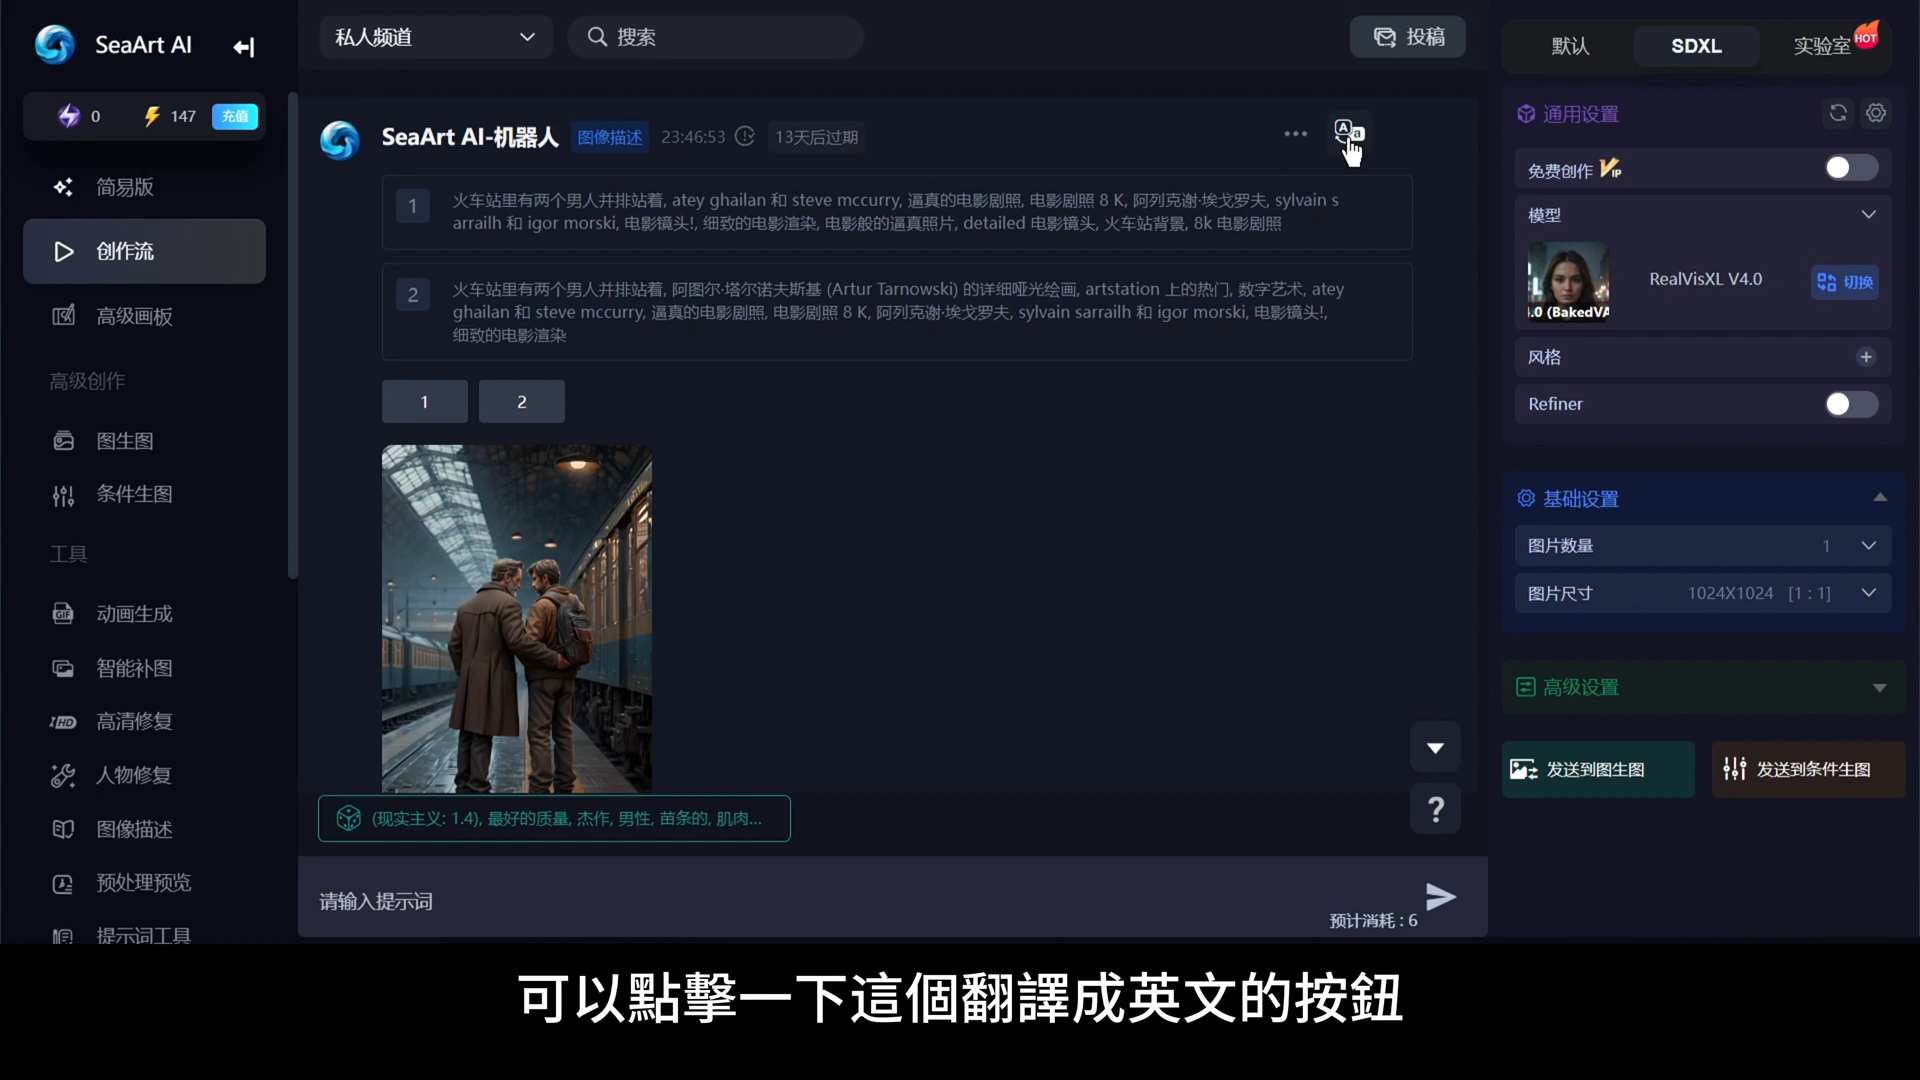 SeaArt AI
0
147
充值
简易版
创作流
高级画板
高级创作
图生图
条件生图
工具
动画生成
智能补图
高清修复
人物修复
图像描述
预处理预览
提示词工具
私人频道
搜索
投稿
SeaArt AI-机器人
图像描述
23:46:53
13天后过期
1
火车站里有两个男人并排站着, atey ghailan 和 steve mccurry, 逼真的电影剧照, 电影剧照 8 K, 阿列克谢·埃戈罗夫, sylvain s
arrailh 和 igor morski, 电影镜头!, 细致的电影渲染, 电影般的逼真照片, detailed 电影镜头, 火车站背景, 8k 电影剧照
2
火车站里有两个男人并排站着, 阿图尔·塔尔诺夫斯基 (Artur Tarnowski) 的详细哑光绘画, artstation 上的热门, 数字艺术, atey
ghailan 和 steve mccurry, 逼真的电影剧照, 电影剧照 8 K, 阿列克谢·埃戈罗夫, sylvain sarrailh 和 igor morski, 电影镜头!,
细致的电影渲染
1
2
(现实主义: 1.4), 最好的质量, 杰作, 男性, 苗条的, 肌肉...
?
请输入提示词
预计消耗 : 6
默认
SDXL
实验室
HOT
通用设置
免费创作 VIP
模型
.0 (BakedVA
RealVisXL V4.0
切换
风格
Refiner
基础设置
图片数量
1
图片尺寸
1024X1024 [1 : 1]
高级设置
发送到图生图
发送到条件生图
可以點擊一下這個翻譯成英文的按鈕